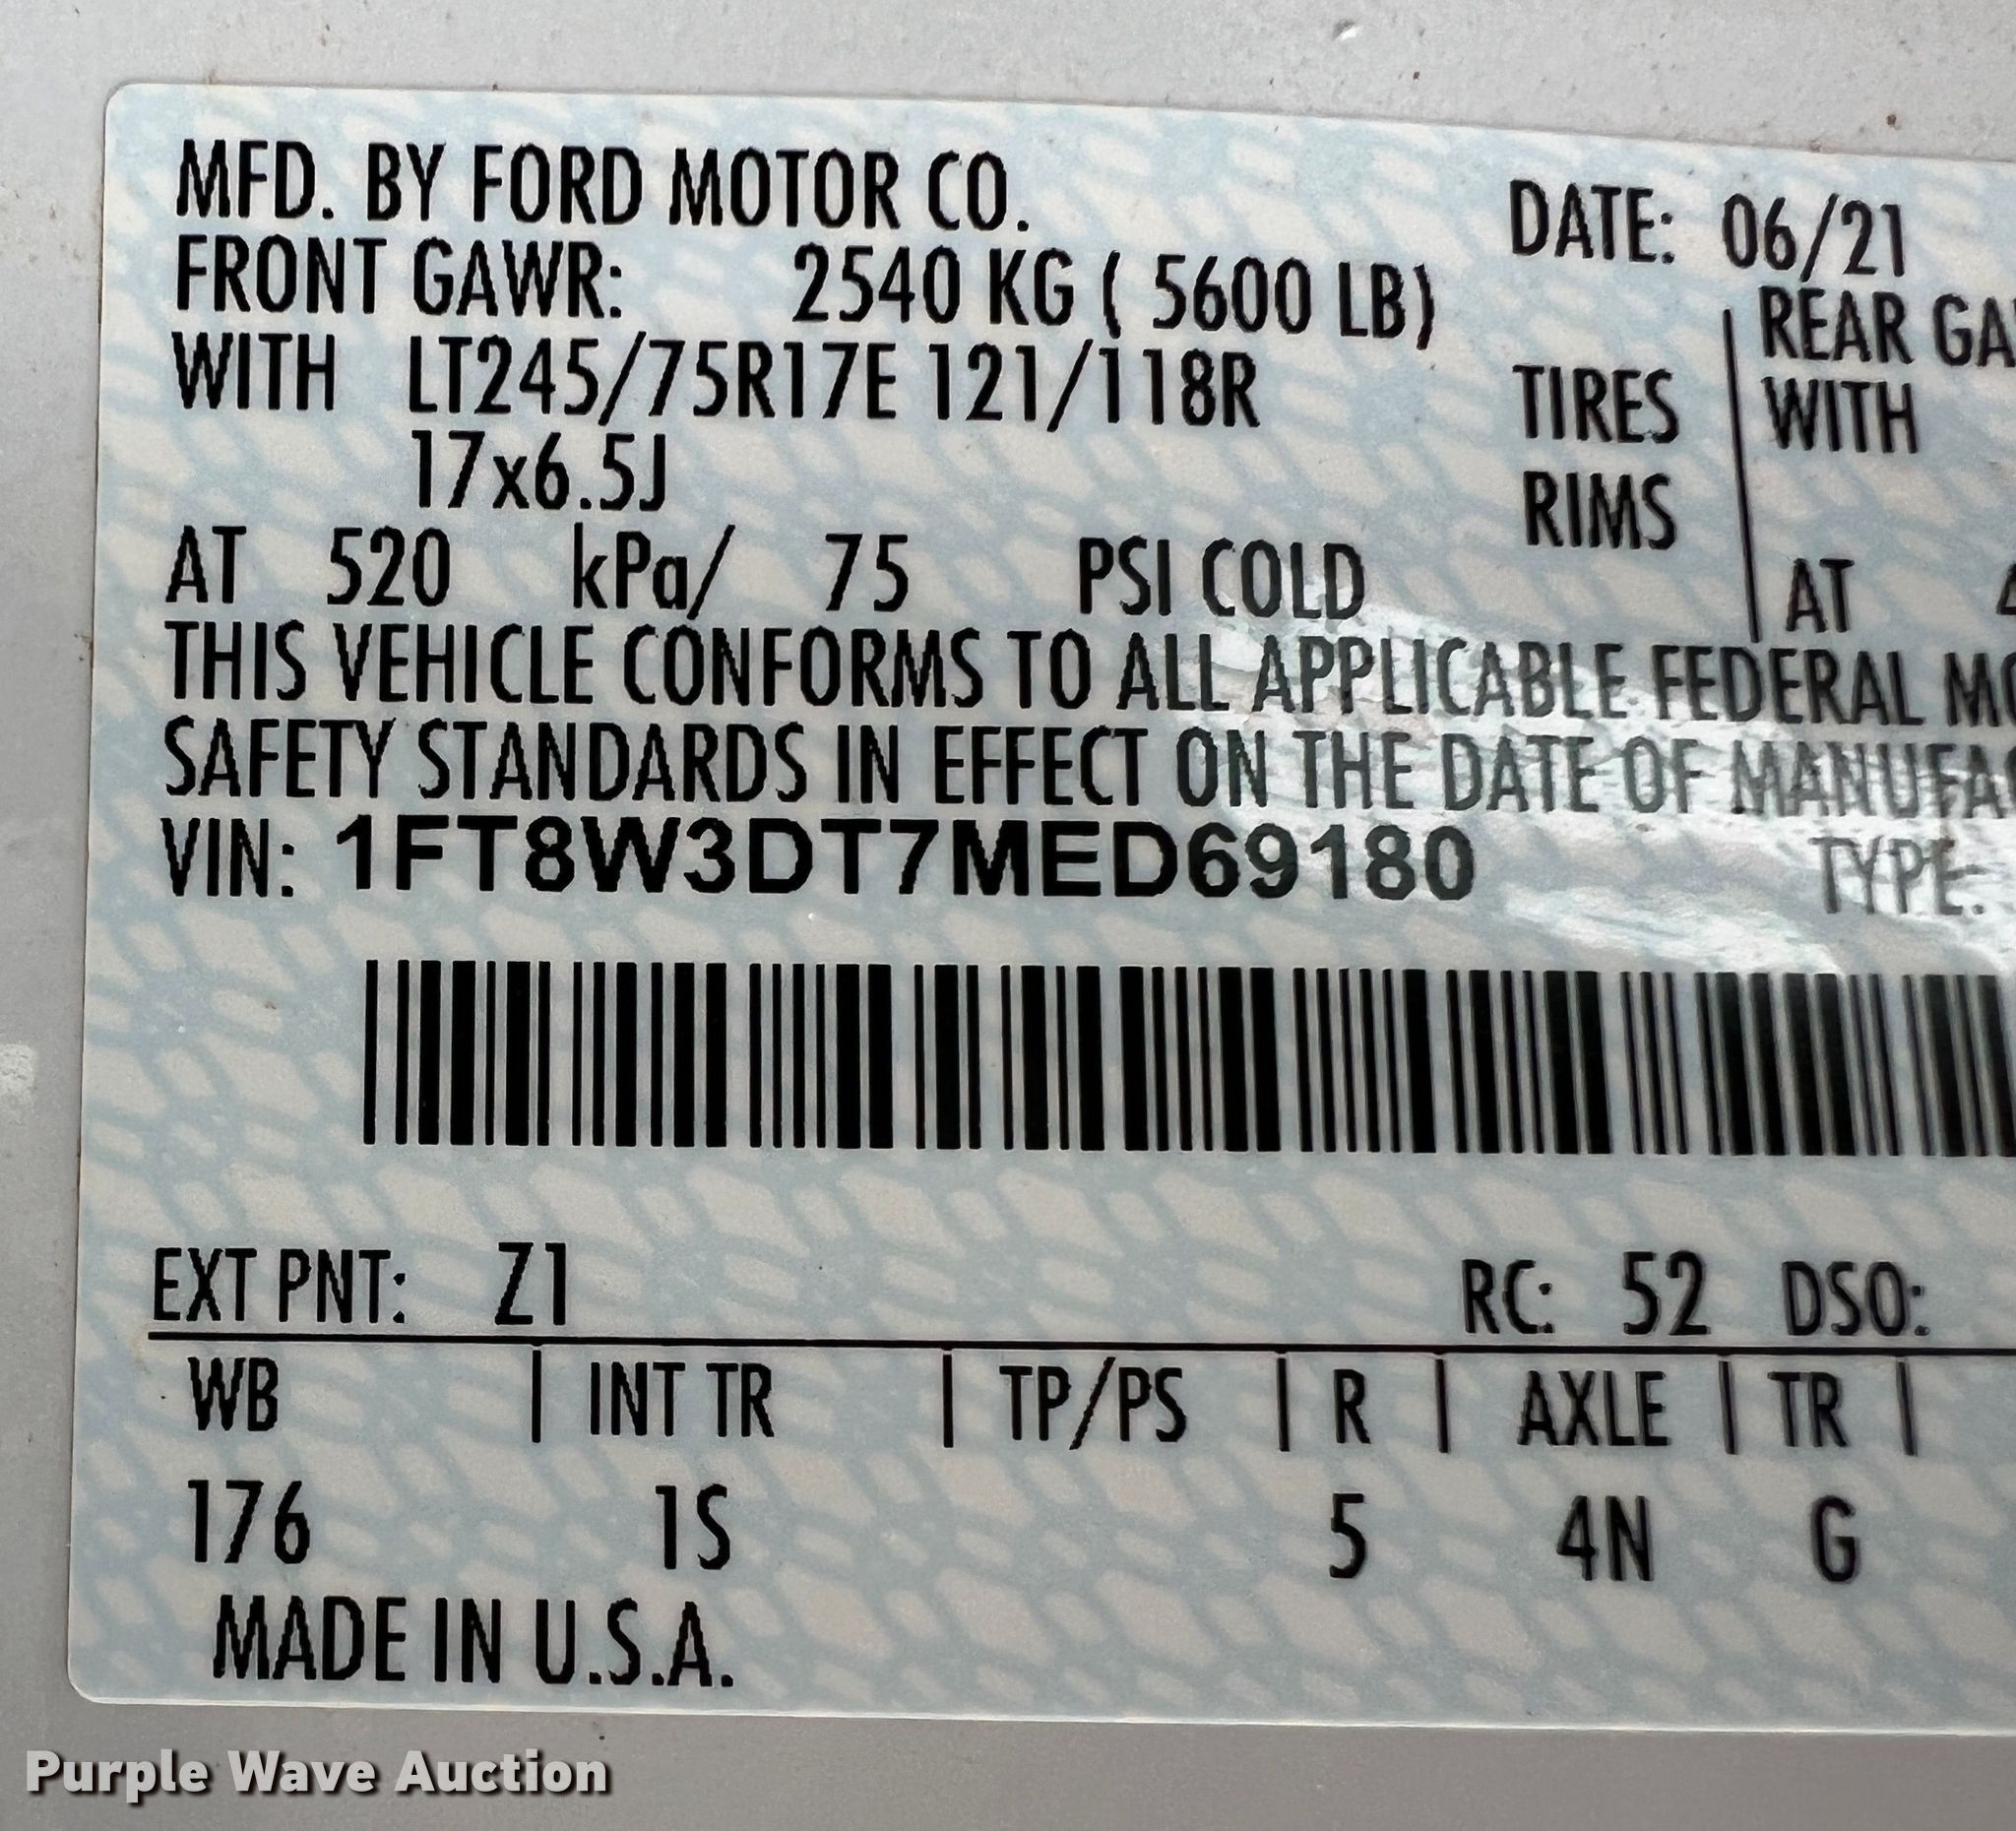 MFD. BY FORD MOTOR CO.
DATE: 06/21
FRONT GAWR: 2540 KG ( 5600 LB)
REAR GA
WITH LT245/75R17E 121/118R TIRES WITH
17x6.5J RIMS
AT 520 kPa/ 75 PSI COLD AT
THIS VEHICLE CONFORMS TO ALL APPLICABLE FEDERAL MO
SAFETY STANDARDS IN EFFECT ON THE DATE OF MANUFA
VIN: 1FT8W3DT7MED69180 TYPE:
EXT PNT: Z1 RC: 52 DSO:
WB | INT TR | TP/PS | R | AXLE | TR |
176 1S 5 4N G
MADE IN U.S.A.
Purple Wave Auction